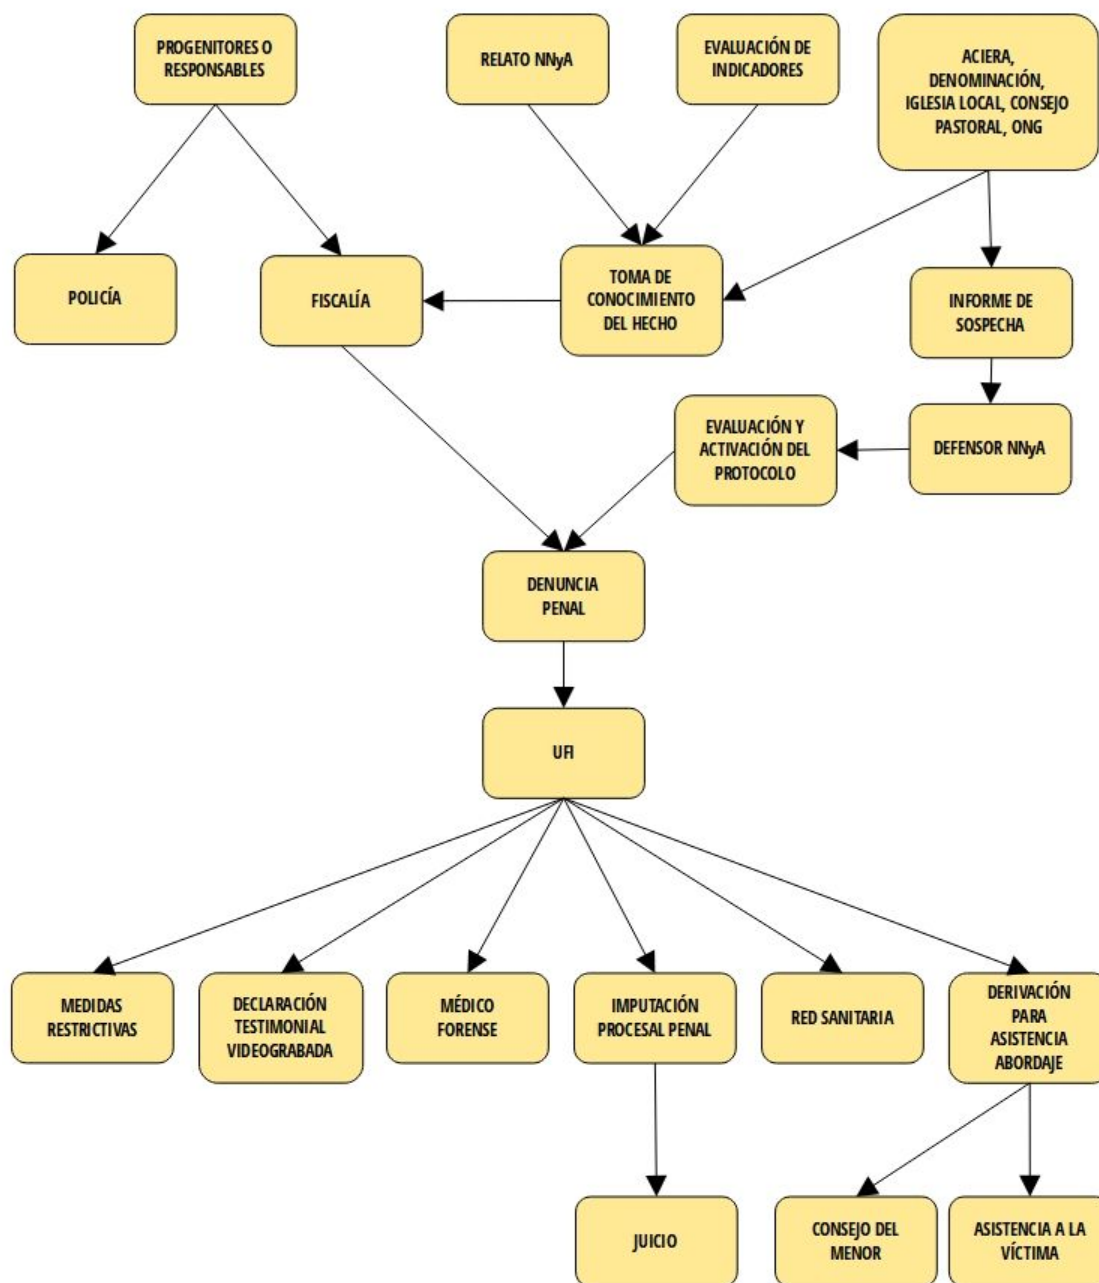 PROGENITORES O
RESPONSABLES
RELATO NNyA
EVALUACIÓN DE
INDICADORES
ACIERA,
DENOMINACIÓN,
IGLESIA LOCAL, CONSEJO
PASTORAL, ONG
POLICÍA
FISCALÍA
TOMA DE
CONOCIMIENTO
DEL HECHO
INFORME DE
SOSPECHA
EVALUACIÓN Y
ACTIVACIÓN DEL
PROTOCOLO
DEFENSOR NNyA
DENUNCIA
PENAL
UFI
MEDIDAS
RESTRICTIVAS
DECLARACIÓN
TESTIMONIAL
VIDEOGRABADA
MÉDICO
FORENSE
IMPUTACIÓN
PROCESAL PENAL
RED SANITARIA
DERIVACIÓN
PARA
ASISTENCIA
ABORDAJE
JUICIO
CONSEJO DEL
MENOR
ASISTENCIA A LA
VÍCTIMA